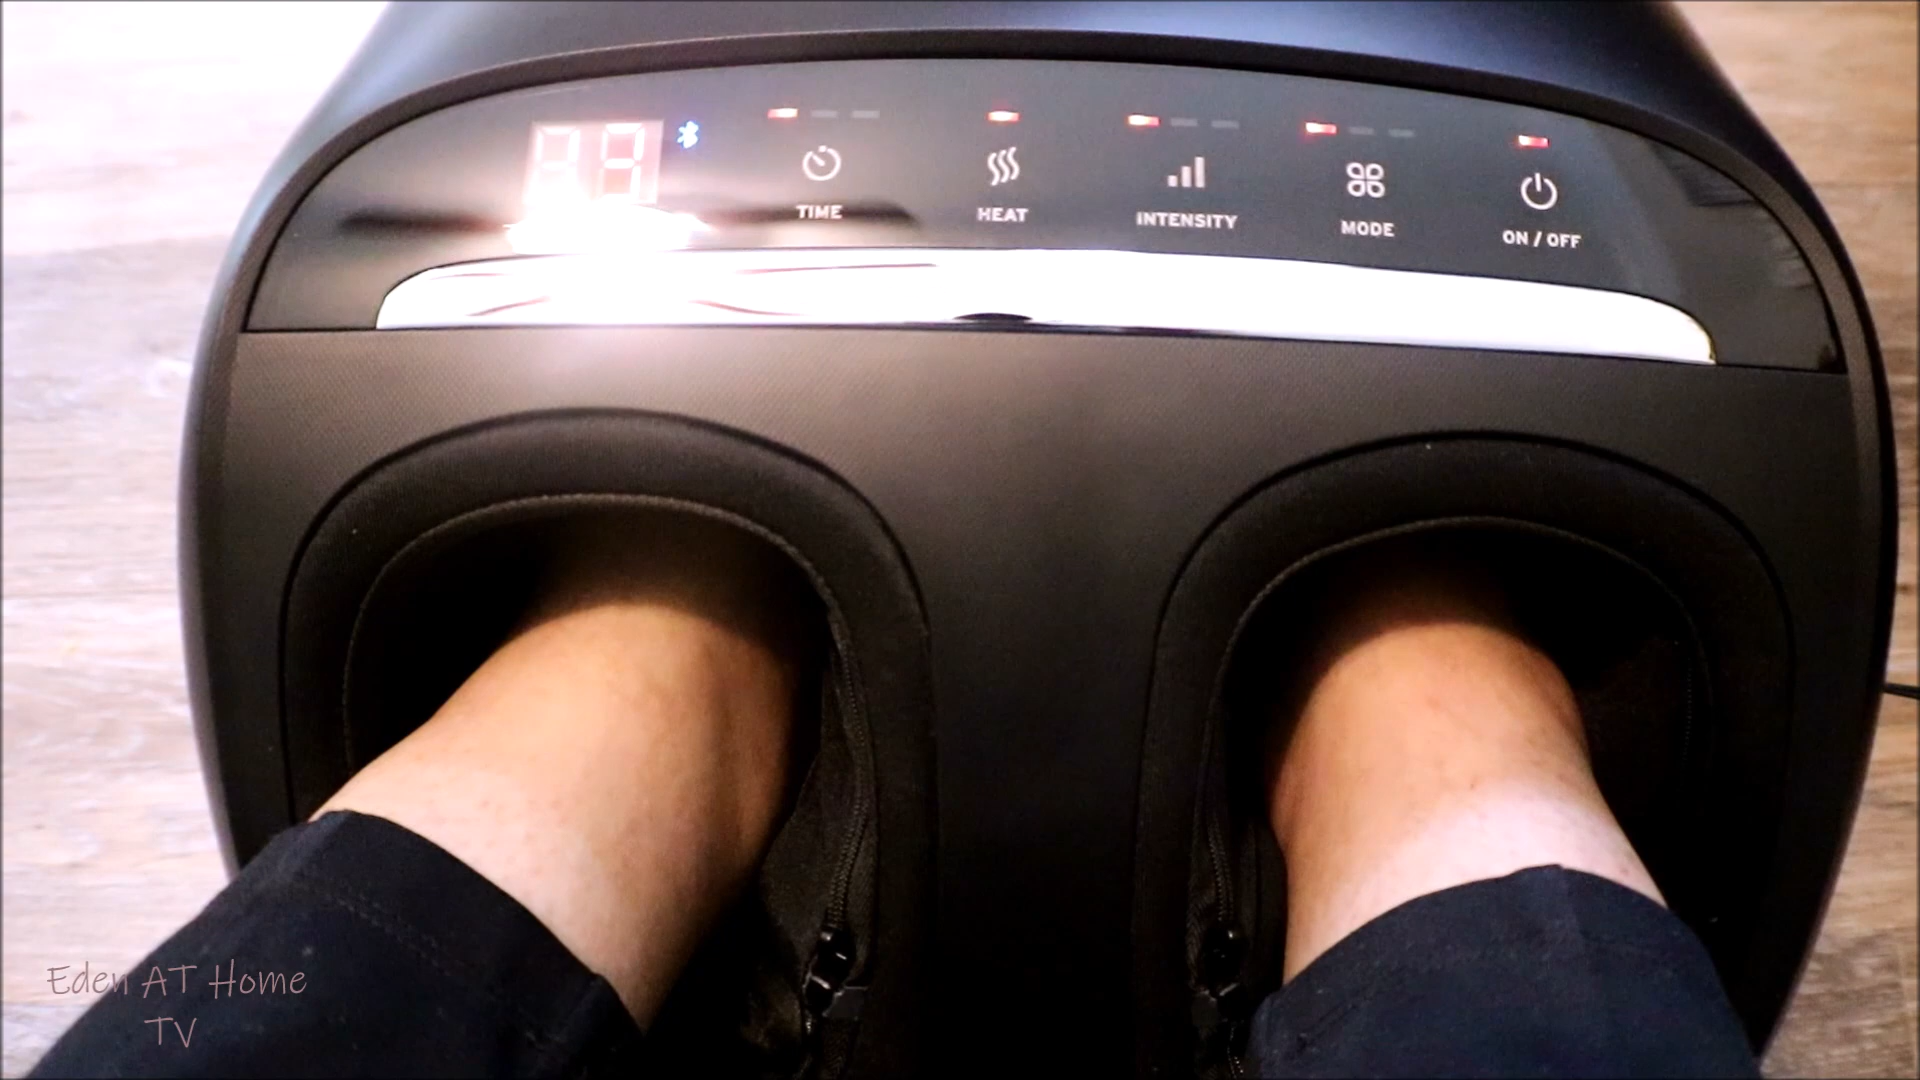 TIME
HEAT
INTENSITY
MODE
ON / OFF
Eden AT Home
TV